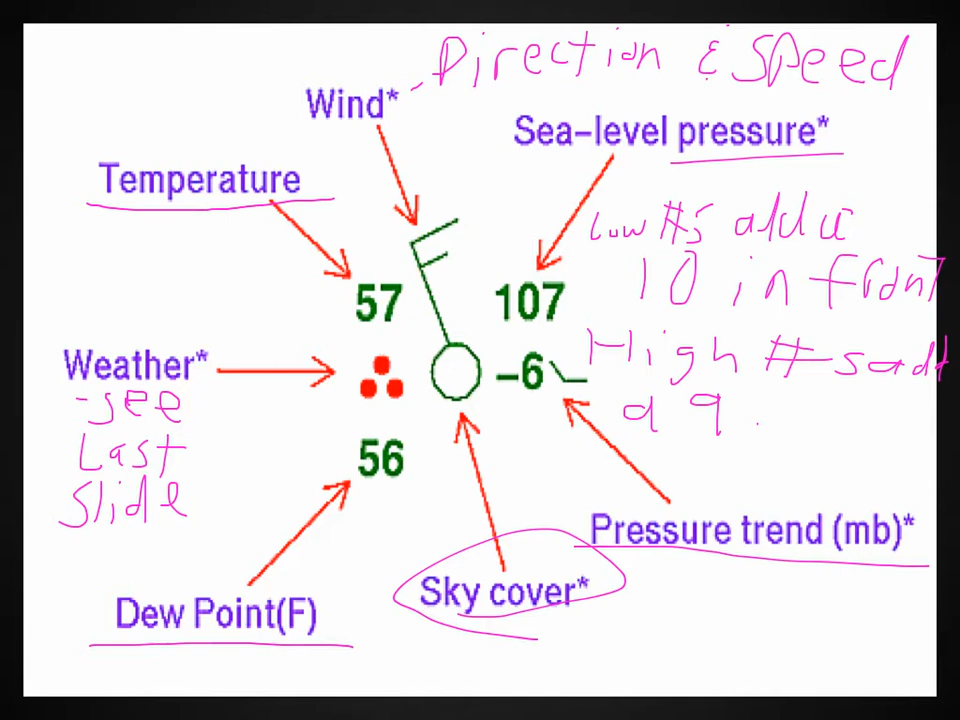 - Direction & Speed
Wind*
Sea-level pressure*
Temperature
Low #s add a
10 in front
57
107
Weather*
-6
High #s add
a 9.
-see
Last
Slide
56
Pressure trend (mb)*
Sky cover*
Dew Point(F)